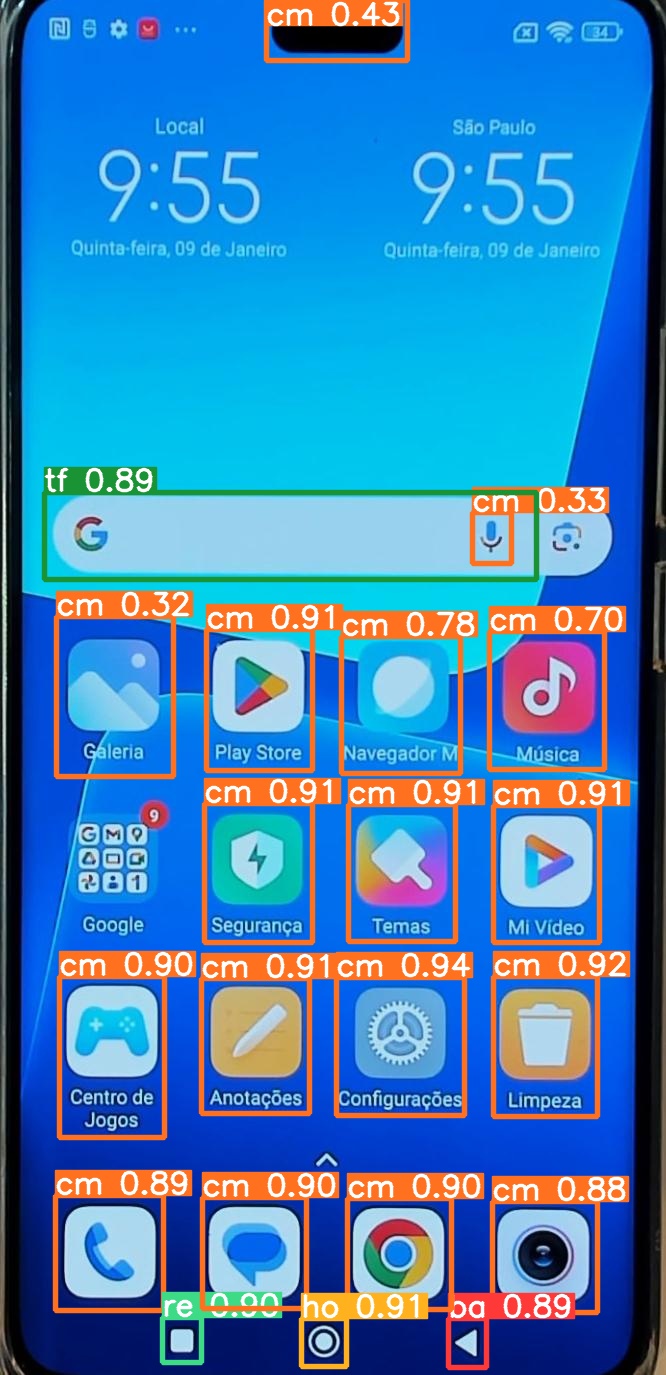 cm 0.43
34
Local
São Paulo
9:55
9:55
Quinta-feira, 09 de Janeiro
Quinta-feira, 09 de Janeiro
tf 0.89
cm 0.33
G
cm 0.32
cm 0.91
cm 0.78
cm 0.70
Galeria
Play Store
Navegador M
Música
cm 0.91
cm 0.91
cm 0.91
9
Google
Segurança
Temas
Mi Vídeo
cm 0.90
cm 0.91
cm 0.94
cm 0.92
Centro de
Jogos
Anotações
Configurações
Limpeza
cm 0.89
cm 0.90
cm 0.90
cm 0.88
re 0.90
ho 0.91
ba 0.89